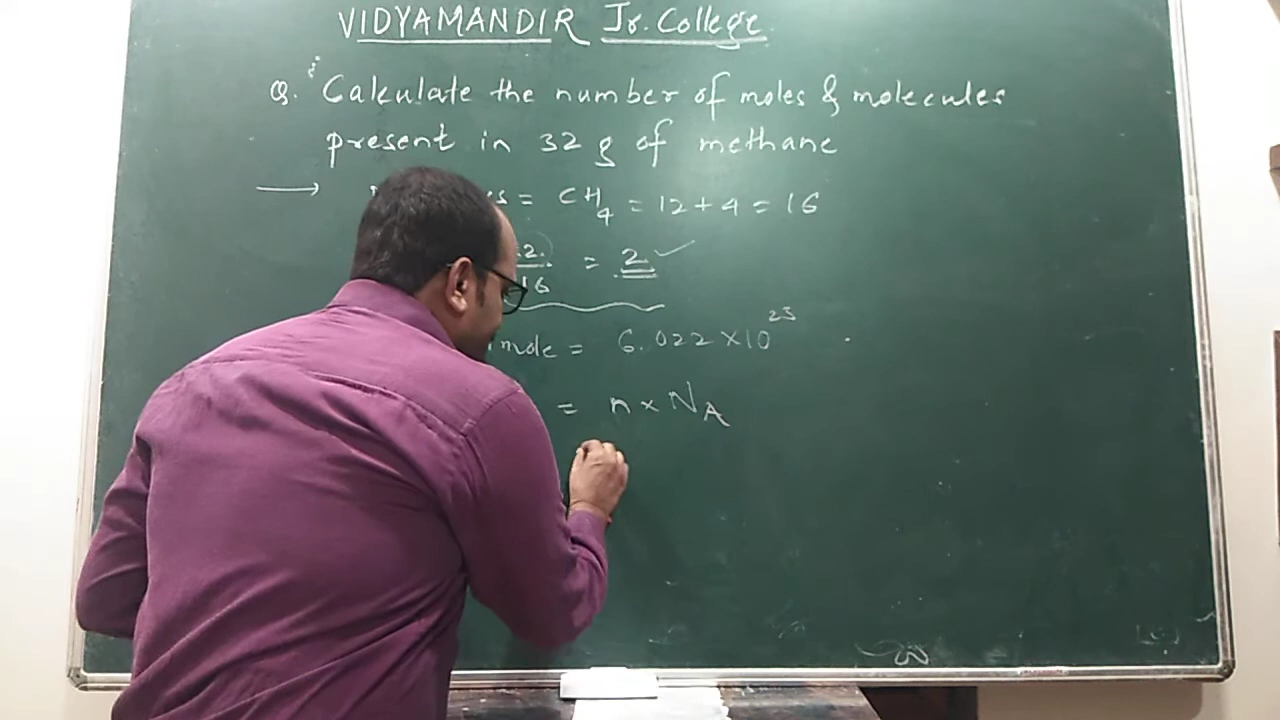 VIDYAMANDIR Jr. College
Q. Calculate the number of moles & molecules
present in 32 g of methane
= CH₄ = 12 + 4 = 16
16 = 2
mole = 6.022 × 10²³
= n × N_A